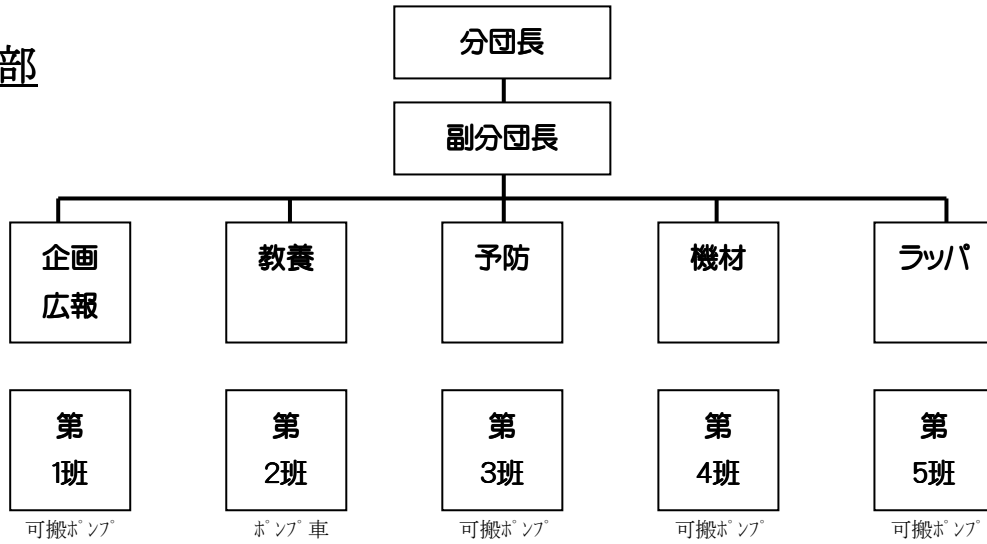 分団長
部
副分団長
企画
広報
教養
予防
機材
ラッパ
第
1班
第
2班
第
3班
第
4班
第
5班
可搬ﾎﾟﾝﾌﾟ
ﾎﾟﾝﾌﾟ車
可搬ﾎﾟﾝﾌﾟ
可搬ﾎﾟﾝﾌﾟ
可搬ﾎﾟﾝﾌﾟ